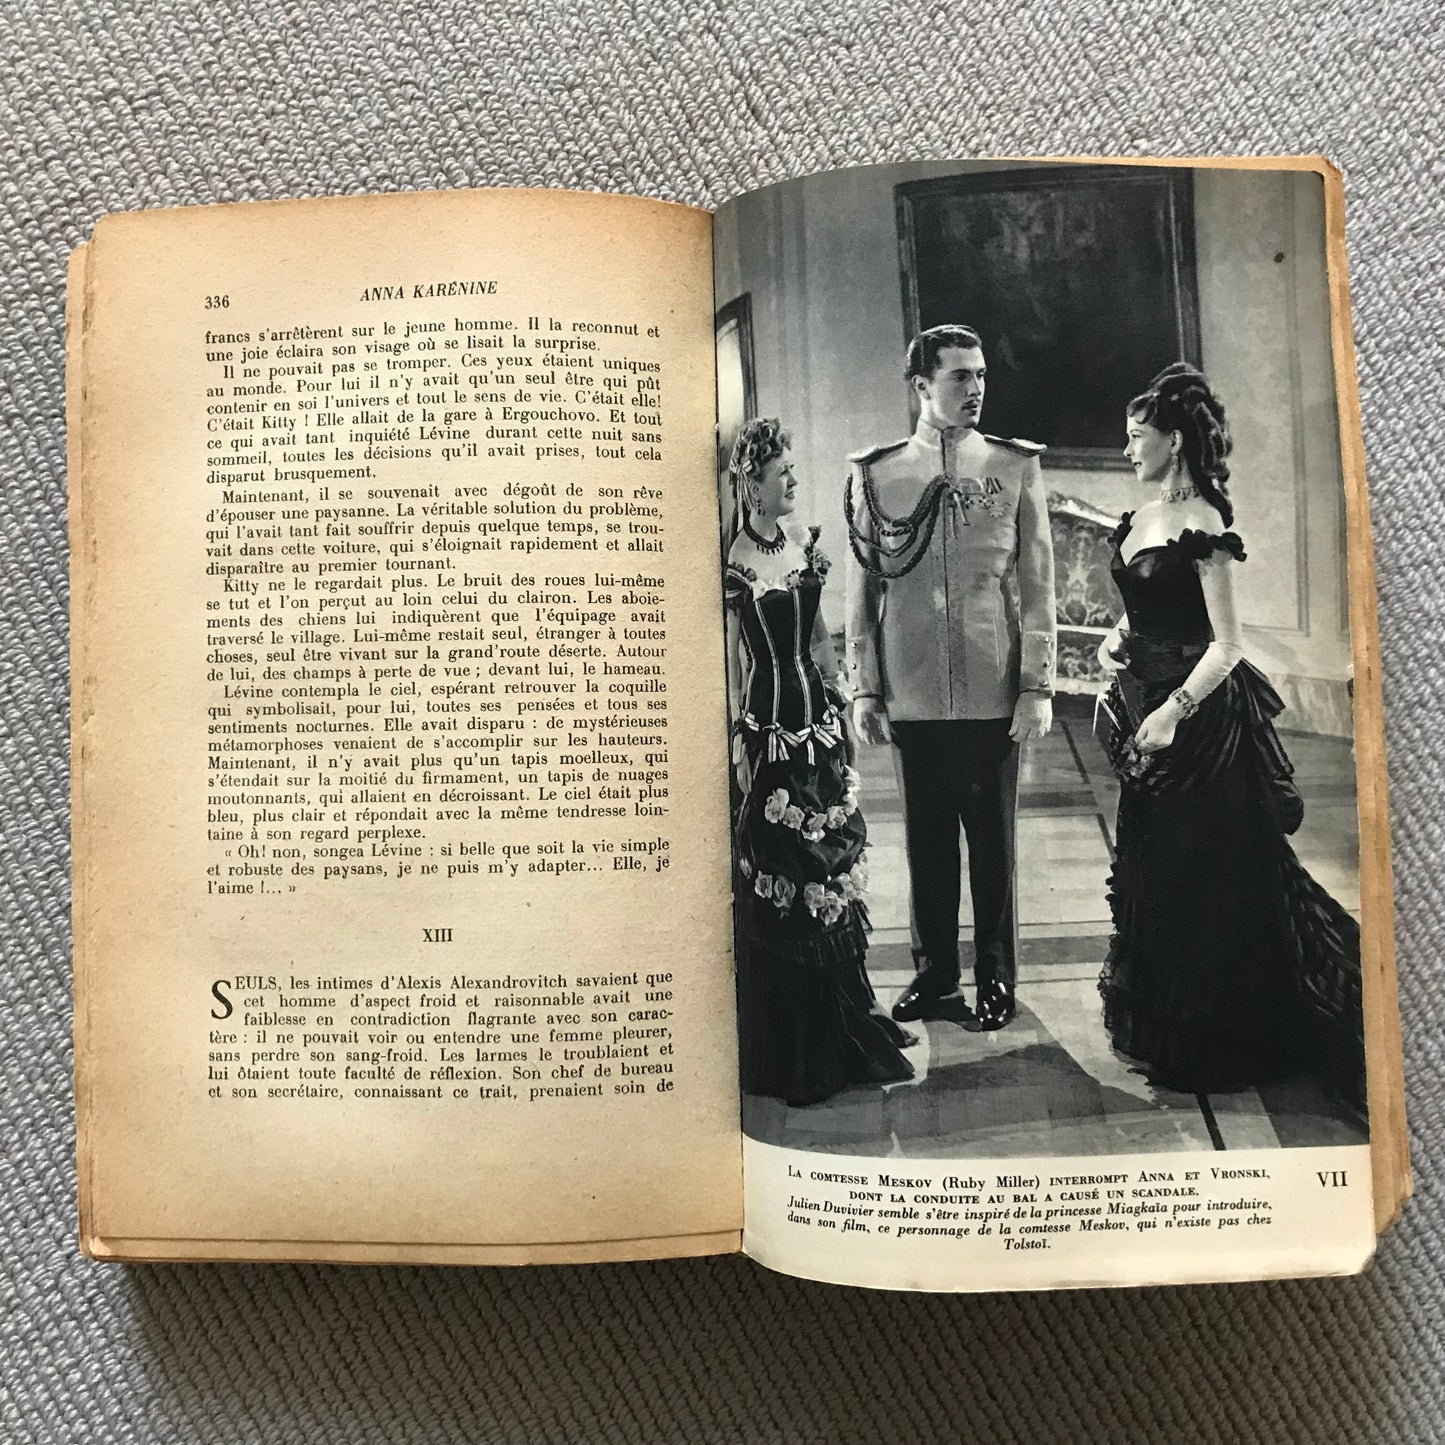 336
ANNA KARÉNINE
francs s'arrêtèrent sur le jeune homme. Il la reconnut et
une joie éclaira son visage où se lisait la surprise.
Il ne pouvait pas se tromper. Ces yeux étaient uniques
au monde. Pour lui il n'y avait qu'un seul être qui pût
contenir en soi l'univers et tout le sens de vie. C'était elle!
C'était Kitty ! Elle allait de la gare à Ergouchovo. Et tout
ce qui avait tant inquiété Lévine durant cette nuit sans
sommeil, toutes les décisions qu'il avait prises, tout cela
disparut brusquement.
Maintenant, il se souvenait avec dégoût de son rêve
d'épouser une paysanne. La véritable solution du problème,
qui l'avait tant fait souffrir depuis quelque temps, se trou-
vait dans cette voiture, qui s'éloignait rapidement et allait
disparaître au premier tournant.
Kitty ne le regardait plus. Le bruit des roues lui-même
se tut et l'on perçut au loin celui du clairon. Les aboie-
ments des chiens lui indiquèrent que l'équipage avait
traversé le village. Lui-même restait seul, étranger à toutes
choses, seul être vivant sur la grand'route déserte. Autour
de lui, des champs à perte de vue ; devant lui, le hameau.
Lévine contempla le ciel, espérant retrouver la coquille
qui symbolisait, pour lui, toutes ses pensées et tous ses
sentiments nocturnes. Elle avait disparu : de mystérieuses
métamorphoses venaient de s'accomplir sur les hauteurs.
Maintenant, il n'y avait plus qu'un tapis moelleux, qui
s'étendait sur la moitié du firmament, un tapis de nuages
moutonnants, qui allaient en décroissant. Le ciel était plus
bleu, plus clair et répondait avec la même tendresse loin-
taine à son regard perplexe.
« Oh! non, songea Lévine : si belle que soit la vie simple
et robuste des paysans, je ne puis m'y adapter... Elle, je
l'aime !... »
XIII
SEULS, les intimes d'Alexis Alexandrovitch savaient que
cet homme d'aspect froid et raisonnable avait une
faiblesse en contradiction flagrante avec son carac-
tère : il ne pouvait voir ou entendre une femme pleurer,
sans perdre son sang-froid. Les larmes le troublaient et
lui ôtaient toute faculté de réflexion. Son chef de bureau
et son secrétaire, connaissant ce trait, prenaient soin de
LA COMTESSE MESKOV (Ruby Miller) INTERROMPT ANNA ET VRONSKI,
DONT LA CONDUITE AU BAL A CAUSÉ UN SCANDALE.
Julien Duvivier semble s'être inspiré de la princesse Miagkaïa pour introduire,
dans son film, ce personnage de la comtesse Meskov, qui n'existe pas chez
Tolstoï.
VII